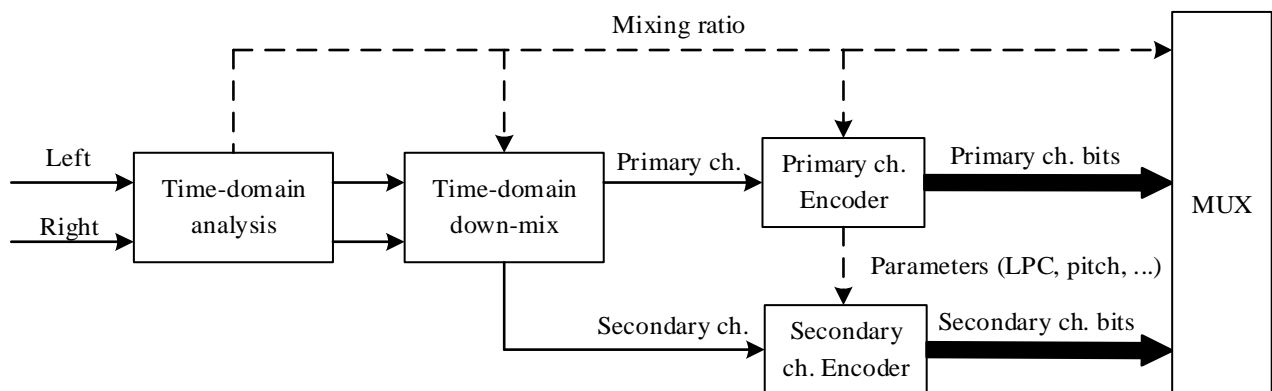 Mixing ratio
Left
Right
Time-domain
analysis
Time-domain
down-mix
Primary ch.
Primary ch.
Encoder
Primary ch. bits
MUX
Parameters (LPC, pitch, ...)
Secondary ch.
Secondary
ch. Encoder
Secondary ch. bits